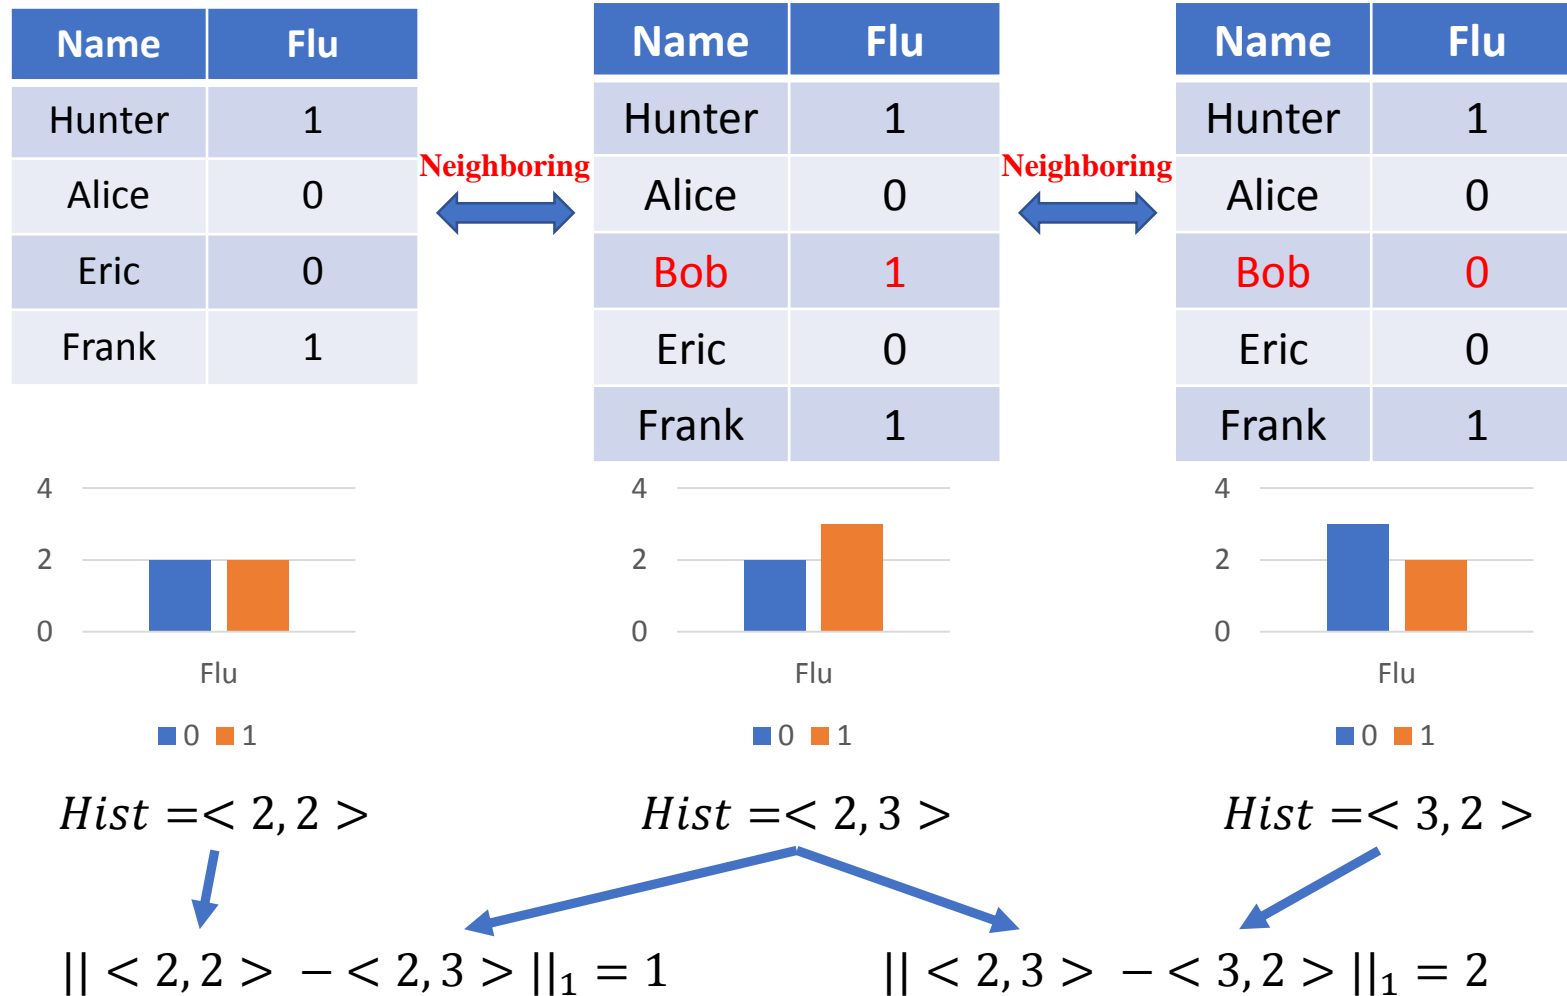 Name Flu
Hunter 1
Alice 0
Eric 0
Frank 1
Neighboring
Name Flu
Hunter 1
Alice 0
Bob 1
Eric 0
Frank 1
Neighboring
Name Flu
Hunter 1
Alice 0
Bob 0
Eric 0
Frank 1
4
2
0
Flu
0 1
4
2
0
Flu
0 1
4
2
0
Flu
0 1
Hist =< 2, 2 >
Hist =< 2, 3 >
Hist =< 3, 2 >
|| < 2, 2 > − < 2, 3 > ||₁ = 1
|| < 2, 3 > − < 3, 2 > ||₁ = 2